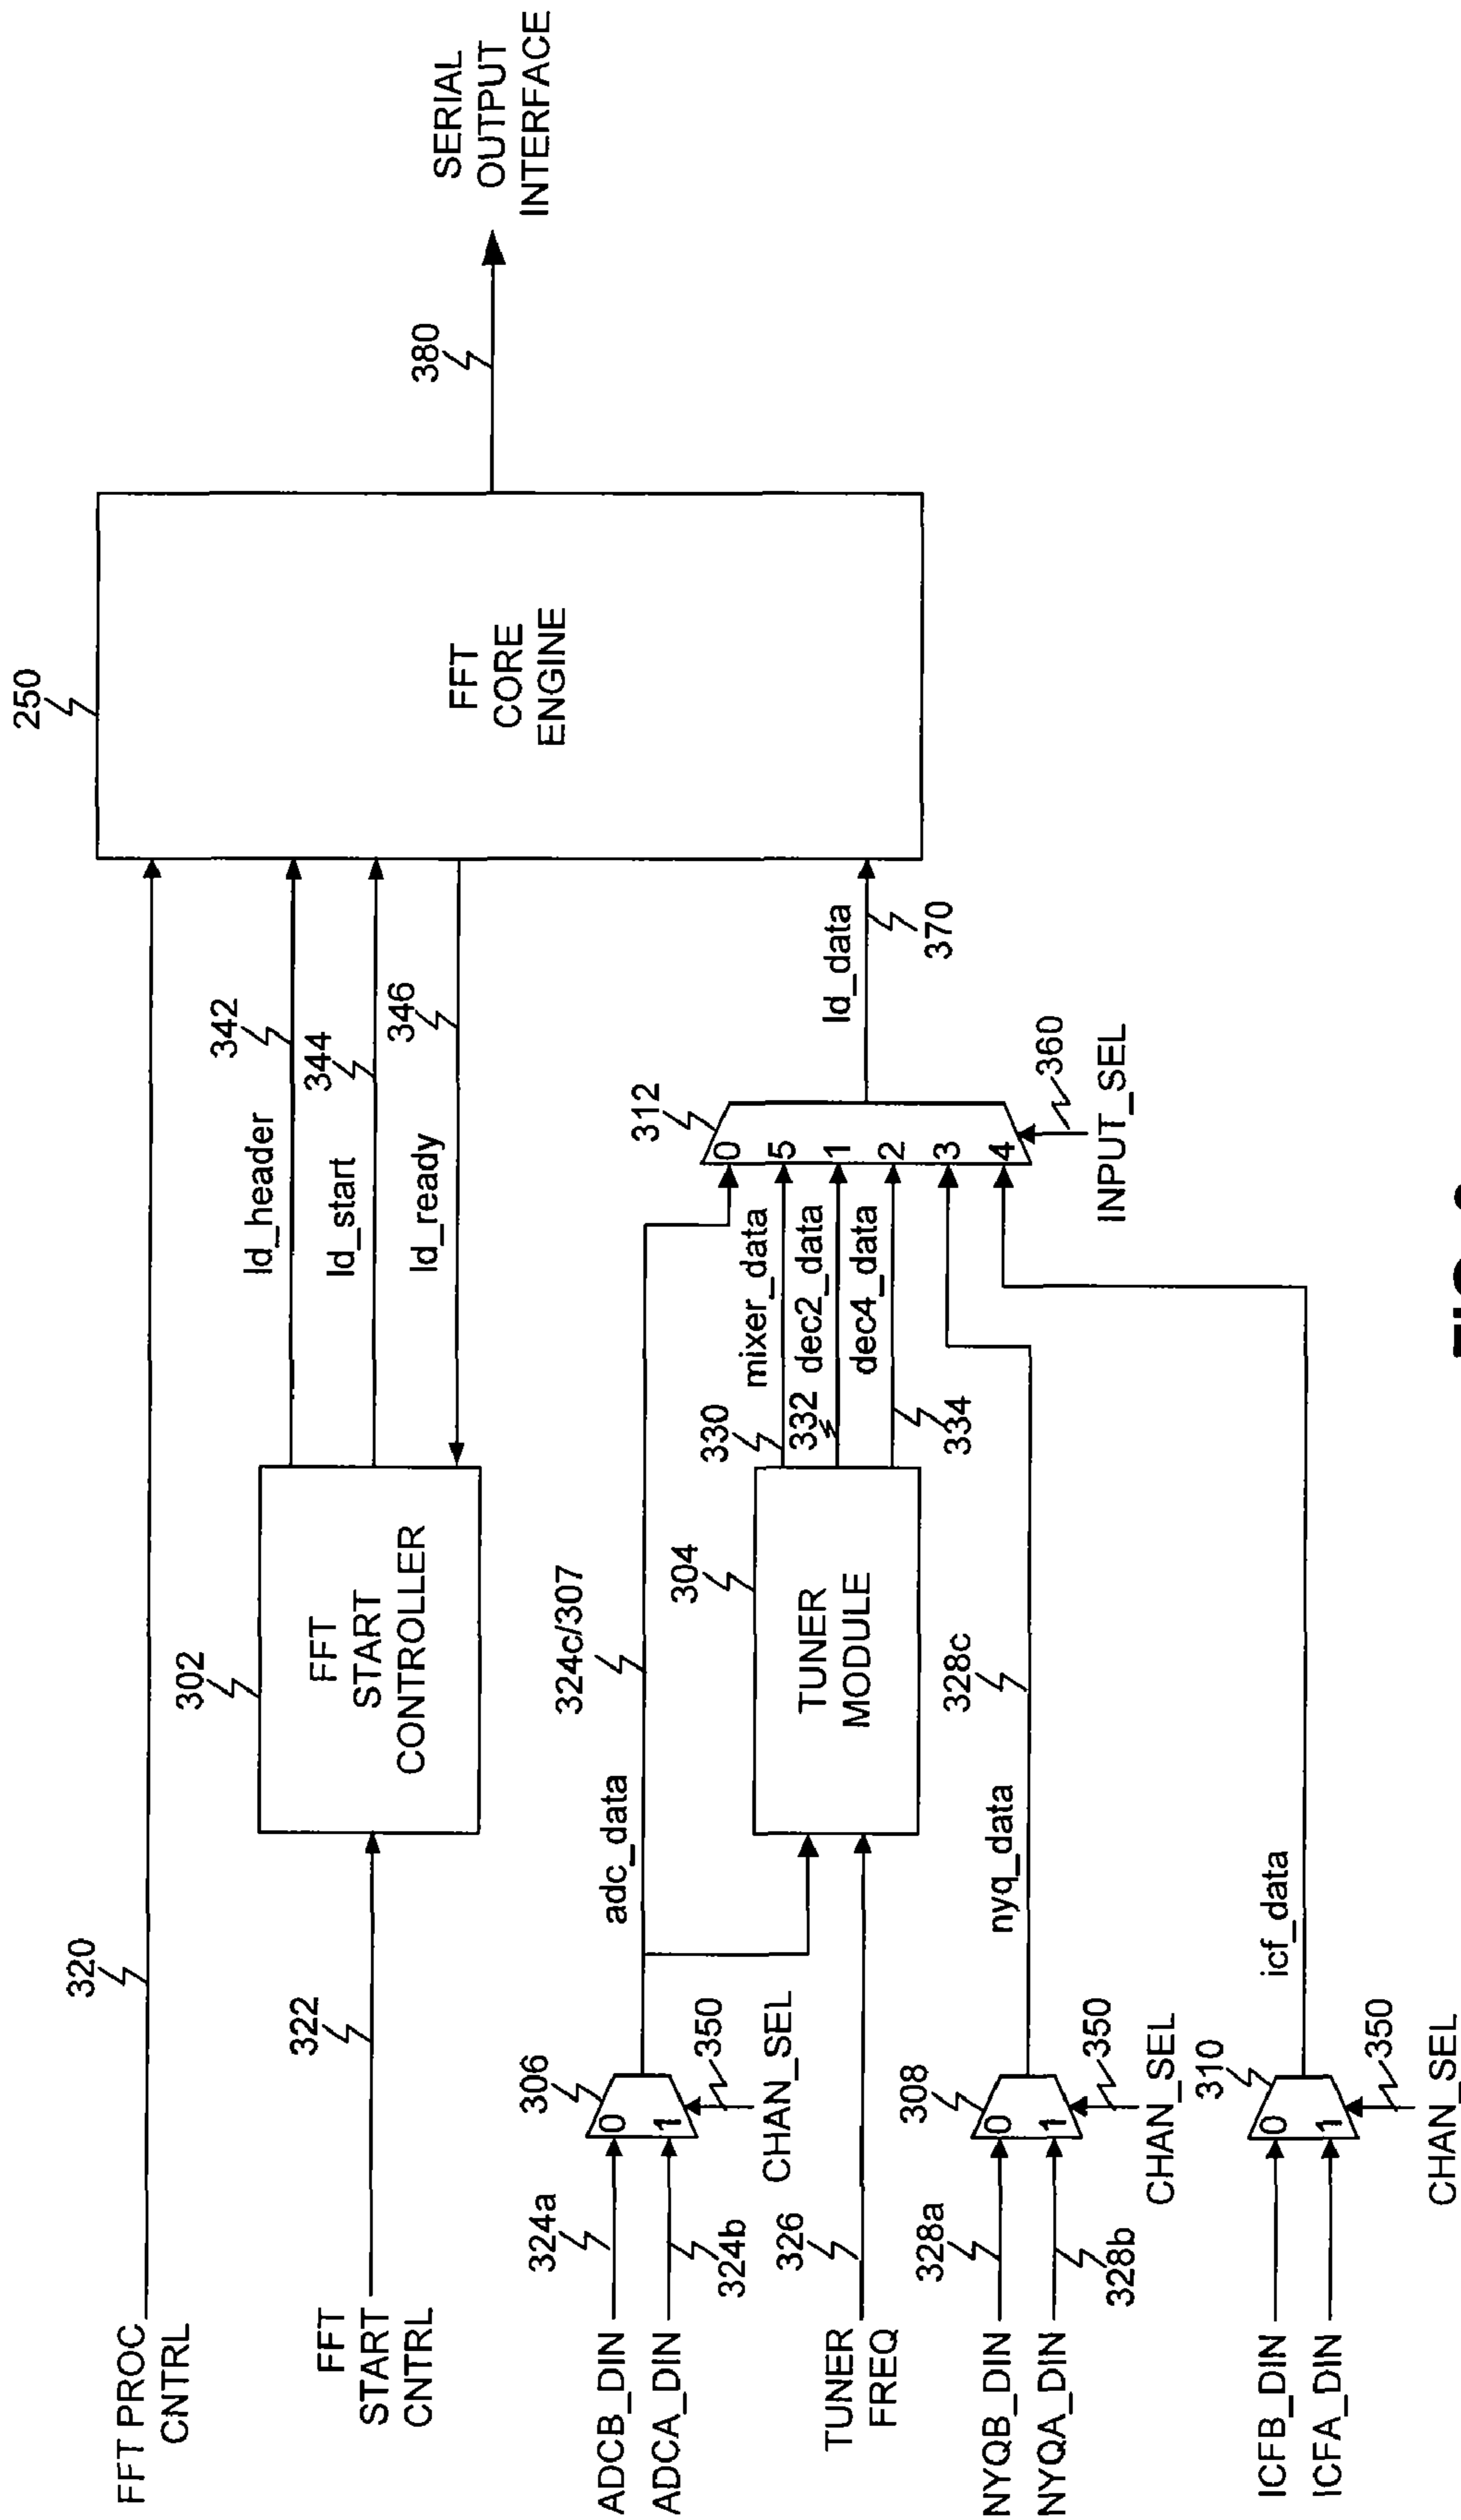 250
FFT PROC
CNTRL
320
FFT
START
CNTRL
322
302
FFT
START
CONTROLLER
ld_header
342
ld_start
344
ld_ready
346
FFT
CORE
ENGINE
380
SERIAL
OUTPUT
INTERFACE
ADCB_DIN
ADCA_DIN
324a
324b
306
0
1
350
CHAN_SEL
adc_data
324c/307
TUNER
FREQ
326
304
TUNER
MODULE
330
mixer_data
332
dec2_data
dec4_data
334
312
0
5
1
2
3
4
360
INPUT_SEL
ld_data
370
NYQB_DIN
NYQA_DIN
328a
328b
308
0
1
350
CHAN_SEL
nyq_data
328c
ICFB_DIN
ICFA_DIN
310
0
1
350
CHAN_SEL
icf_data